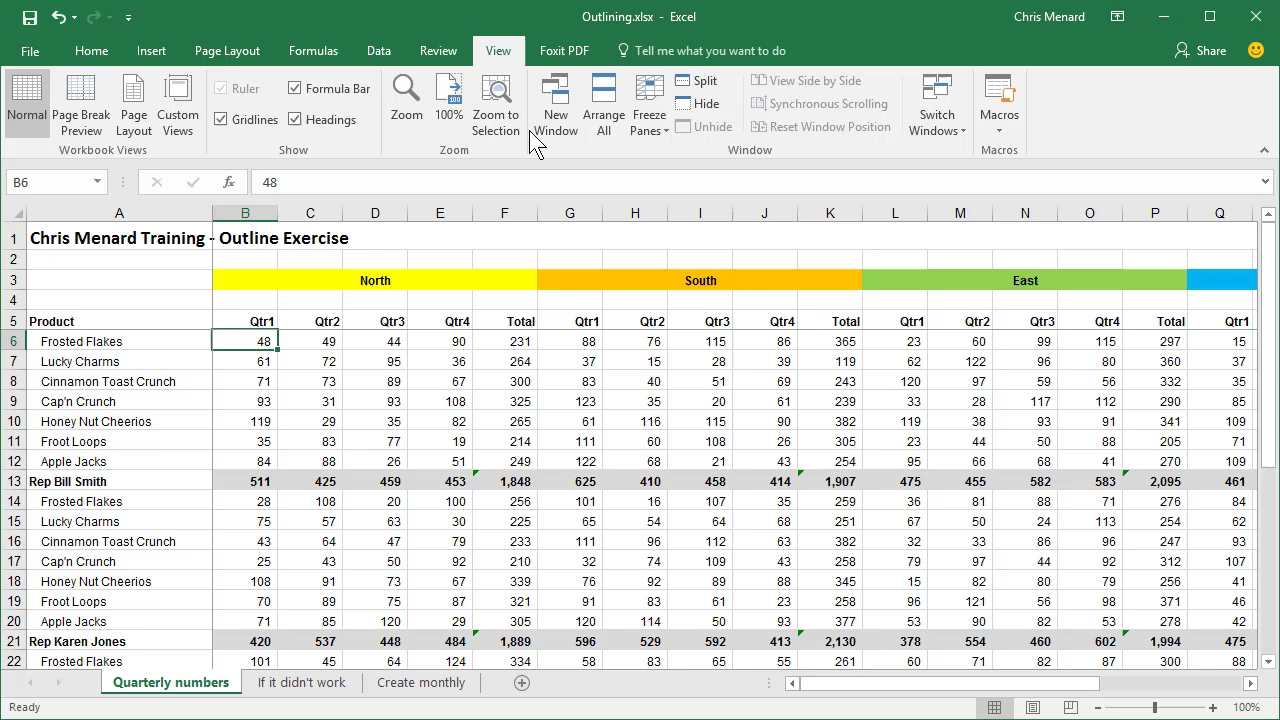 Outlining.xlsx - Excel
Chris Menard
File Home Insert Page Layout Formulas Data Review View Foxit PDF Tell me what you want to do Share
Normal Page Break Preview Page Layout Custom Views
Workbook Views
Ruler Formula Bar
Gridlines Headings
Show
Zoom 100% Zoom to Selection
100
Zoom
New Window Arrange All Freeze Panes
Split
Hide
Unhide
View Side by Side
Synchronous Scrolling
Reset Window Position
Switch Windows
Window
Macros
Macros
B6 fx 48
A B C D E F G H I J K L M N O P Q
1 Chris Menard Training - Outline Exercise
2
3 North South East
4
5 Product Qtr1 Qtr2 Qtr3 Qtr4 Total Qtr1 Qtr2 Qtr3 Qtr4 Total Qtr1 Qtr2 Qtr3 Qtr4 Total Qtr1
6 Frosted Flakes 48 49 44 90 231 88 76 115 86 365 23 60 99 115 297 15
7 Lucky Charms 61 72 95 36 264 37 15 28 39 119 62 122 96 80 360 37
8 Cinnamon Toast Crunch 71 73 89 67 300 83 40 51 69 243 120 97 59 56 332 35
9 Cap'n Crunch 93 31 93 108 325 123 35 20 61 239 33 28 117 112 290 85
10 Honey Nut Cheerios 119 29 35 82 265 61 116 115 90 382 119 38 93 91 341 109
11 Froot Loops 35 83 77 19 214 111 60 108 26 305 23 44 50 88 205 71
12 Apple Jacks 84 88 26 51 249 122 68 21 43 254 95 66 68 41 270 109
13 Rep Bill Smith 511 425 459 453 1,848 625 410 458 414 1,907 475 455 582 583 2,095 461
14 Frosted Flakes 28 108 20 100 256 101 16 107 35 259 36 81 88 71 276 84
15 Lucky Charms 75 57 63 30 225 65 54 64 68 251 67 50 24 113 254 62
16 Cinnamon Toast Crunch 43 64 47 79 233 111 96 112 63 382 32 33 86 96 247 93
17 Cap'n Crunch 25 43 50 92 210 32 74 109 43 258 79 97 44 92 312 107
18 Honey Nut Cheerios 108 91 73 67 339 76 92 89 88 345 15 82 80 79 256 41
19 Froot Loops 70 89 75 87 321 91 83 61 23 258 96 121 56 98 371 46
20 Apple Jacks 71 85 120 29 305 120 114 50 93 377 53 90 82 53 278 42
21 Rep Karen Jones 420 537 448 484 1,889 596 529 592 413 2,130 378 554 460 602 1,994 475
22 Frosted Flakes 101 45 64 124 334 58 83 65 55 261 60 71 82 87 300 88
Quarterly numbers If it didn't work Create monthly
Ready 100%